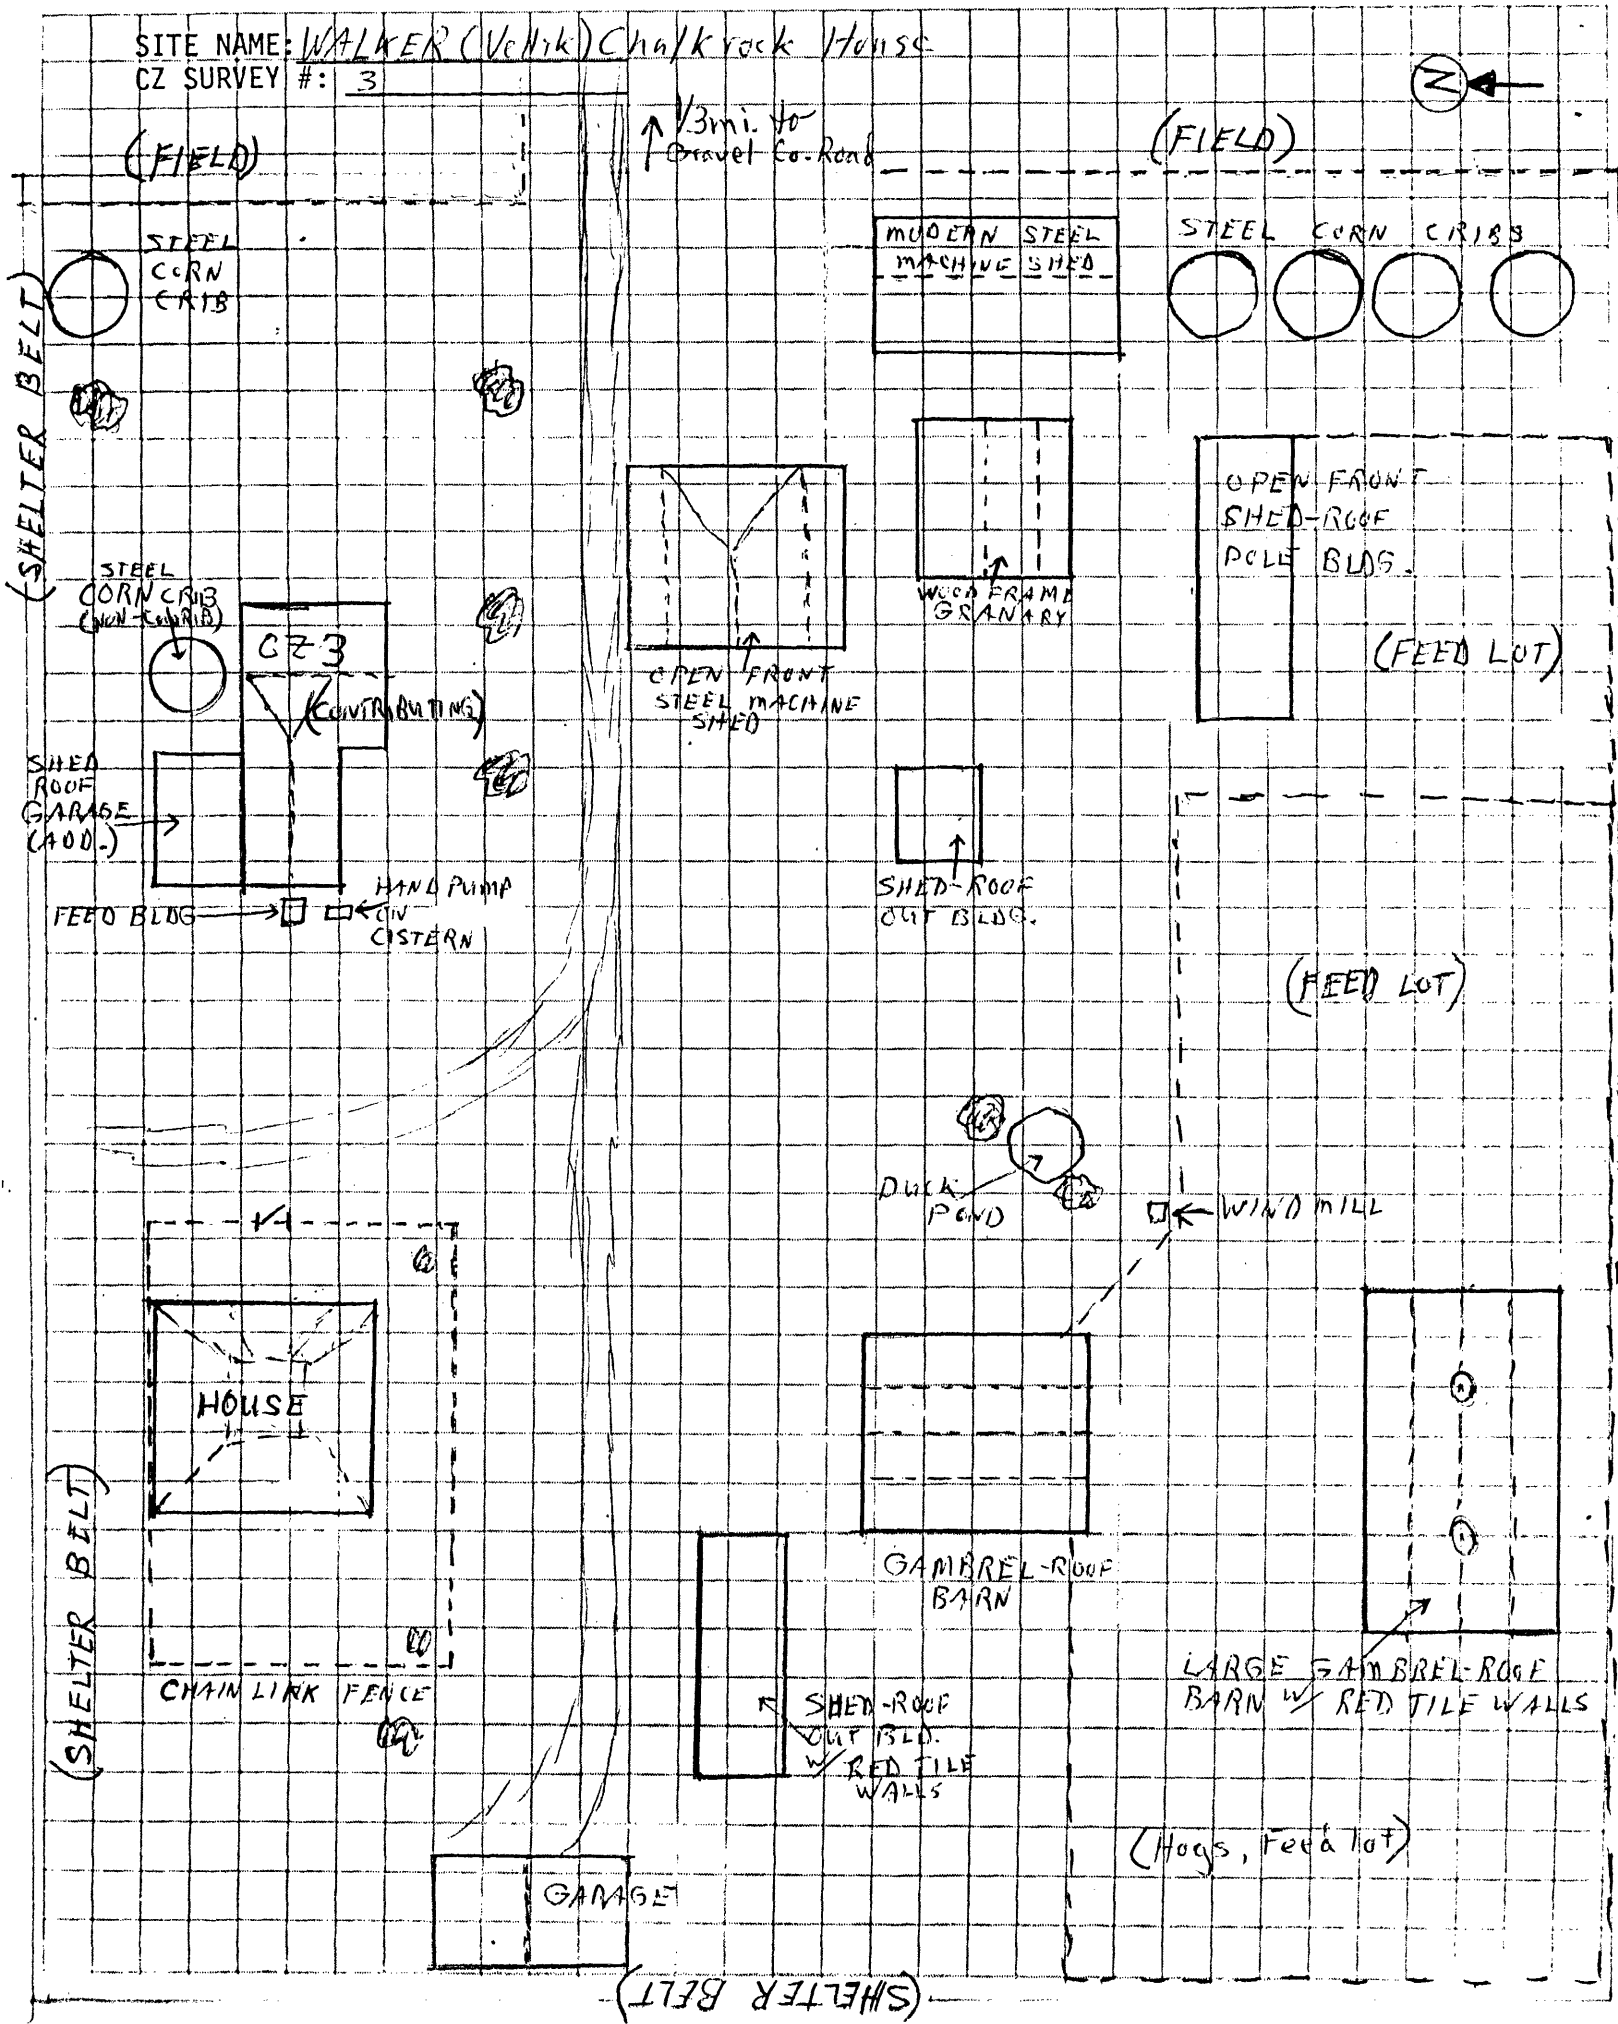 SITE NAME: WALKER (Vellik) Chalkrock House
CZ SURVEY #: 3
N
1/3mi. to
Gravel Co. Road
(FIELD)
(FIELD)
STEEL
CORN
CRIB
MODERN STEEL
MACHINE SHED
STEEL CORN CRIBS
(SHELTER BELT)
OPEN FRONT
SHED-ROOF
POLE BLDG.
STEEL
CORN CRIB
(NON-CONTRIB)
CZ3
(CONTRIBUTING)
WOOD FRAME
GRANARY
(FEED LOT)
OPEN FRONT
STEEL MACHINE
SHED
SHED
ROOF
GARAGE
(ADD.)
FEED BLDG
HAND PUMP
ON
CISTERN
SHED-ROOF
OUT BLDG.
(FEED LOT)
DUCK
POND
WIND MILL
HOUSE
GAMBREL-ROOF
BARN
(SHELTER BELT)
CHAIN LINK FENCE
SHED-ROOF
OUT BLD.
W/ RED TILE
WALLS
LARGE GAMBREL-ROOF
BARN W/ RED TILE WALLS
(Hogs, Feed lot)
GARAGE
(SHELTER BELT)